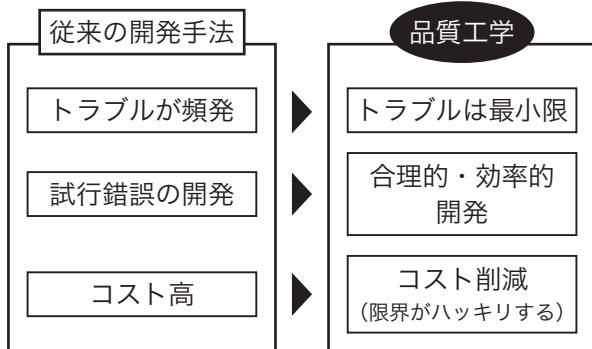 従来の開発手法
トラブルが頻発
試行錯誤の開発
コスト高
品質工学
トラブルは最小限
合理的・効率的
開発
コスト削減
（限界がハッキリする）